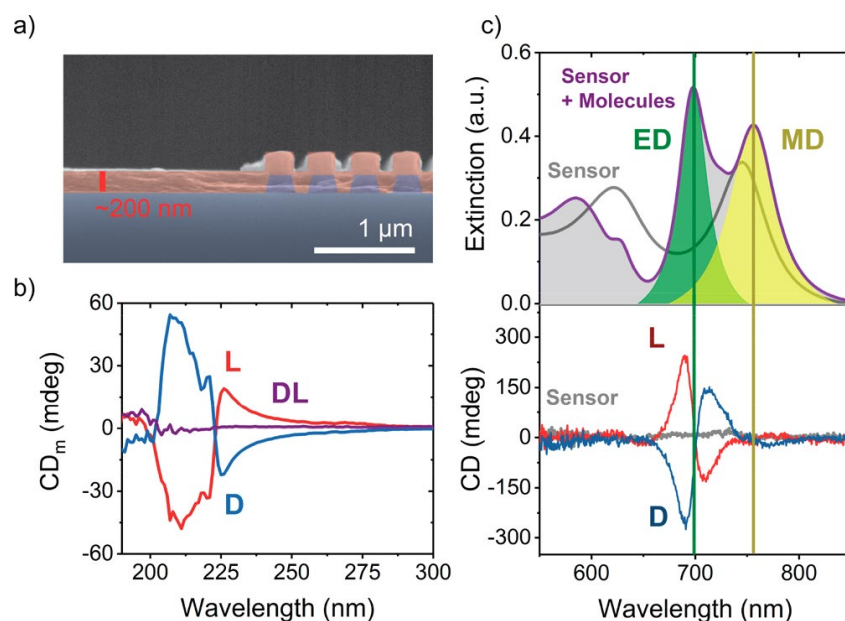 a)
~200 nm
1 μm
b)
60
30
0
-30
-60
CDm (mdeg)
L
DL
D
200
225
250
275
300
Wavelength (nm)
c)
0.6
0.4
0.2
0.0
Extinction (a.u.)
Sensor
+ Molecules
ED
MD
Sensor
300
150
0
-150
-300
CD (mdeg)
L
Sensor
D
600
700
800
Wavelength (nm)